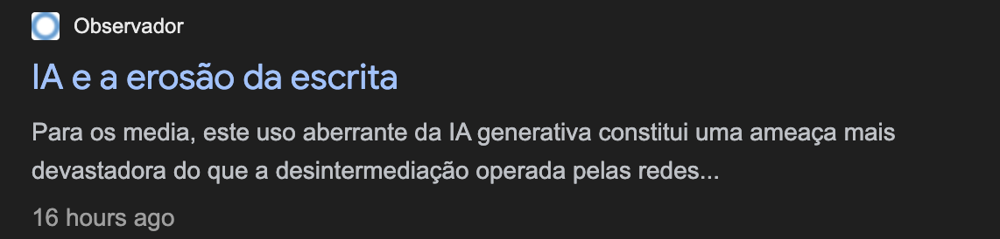 Observador
IA e a erosão da escrita
Para os media, este uso aberrante da IA generativa constitui uma ameaça mais
devastadora do que a desintermediação operada pelas redes...
16 hours ago